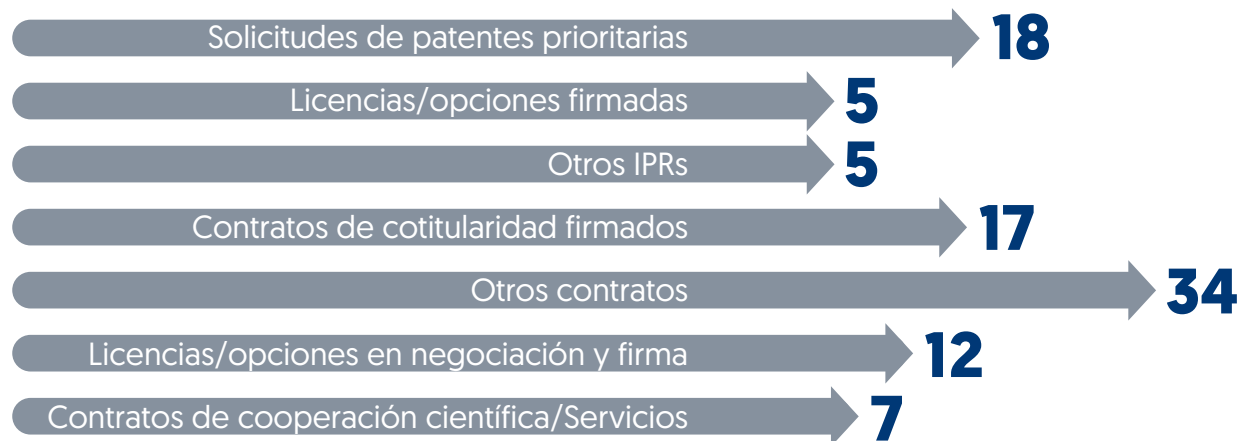 Solicitudes de patentes prioritarias 18
Licencias/opciones firmadas 5
Otros IPRs 5
Contratos de cotitularidad firmados 17
Otros contratos 34
Licencias/opciones en negociación y firma 12
Contratos de cooperación científica/Servicios 7